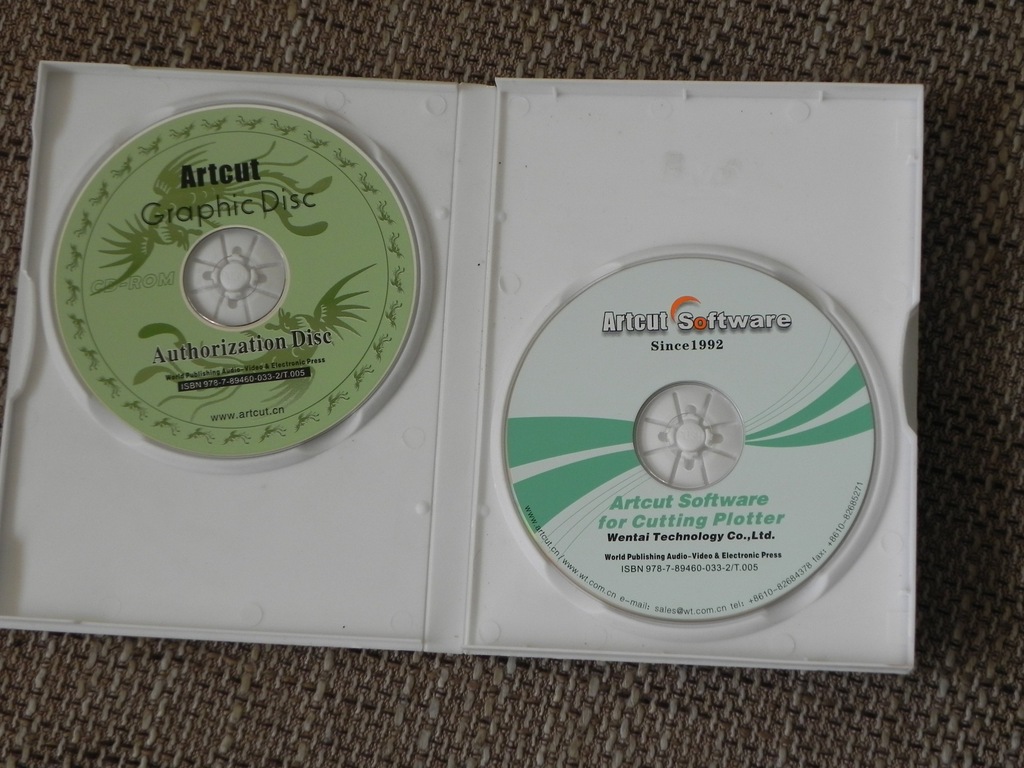 Artcut
Graphic Disc
CD-ROM
Authorization Disc
World Publishing Audio-Video & Electronic Press
ISBN 978-7-89460-033-2/T.005
www.artcut.cn
Artcut Software
Since1992
Artcut Software
for Cutting Plotter
Wentai Technology Co.,Ltd.
World Publishing Audio-Video & Electronic Press
ISBN 978-7-89460-033-2/T.005
www.artcut.cn / www.wt.com.cn e-mail: sales@wt.com.cn tel: +8610-82684378 fax: +8610-82685271